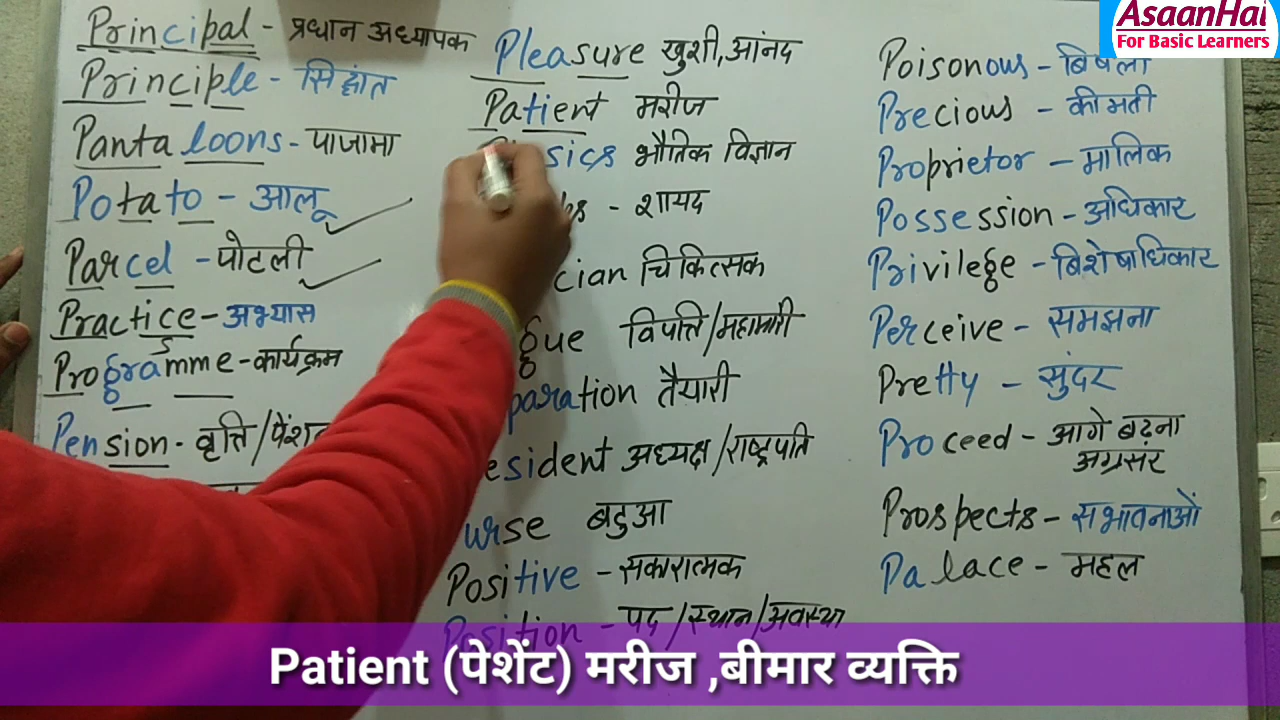 Principal - प्रधान अध्यापक
Principle - सिद्धांत
Pantaloons - पाजामा
Potato - आलू
Parcel - पोटली
Practice - अभ्यास
s
Programme - कार्यक्रम
Pension - वृत्ति/पेंशन
Pleasure खुशी,आंनद
Patient मरीज
sics भौतिक विज्ञान
- शायद
cian चिकित्सक
gue विपत्ति/महामारी
paration तैयारी
esident अध्यक्ष/राष्ट्रपति
urse बटुआ
Positive - सकारात्मक
Position - पद/स्थान/अवस्था
AsaanHai
For Basic Learners
Poisonous - बिषैला
Precious - कीमती
Proprietor - मालिक
Possession - अधिकार
Privilege - बिशेषाधिकार
Perceive - समझना
Pretty - सुंदर
Proceed - आगे बढ़ना
अग्रसर
Prospects - सभावनाओं
Palace - महल
Patient (पेशेंट) मरीज ,बीमार व्यक्ति